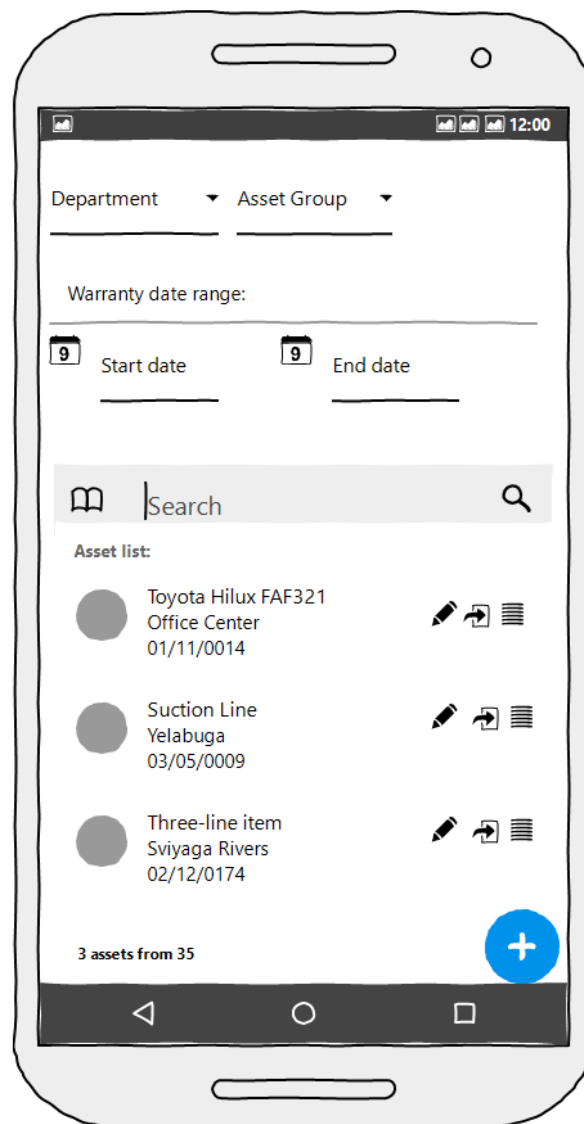 12:00
Department Asset Group
Warranty date range:
9 Start date 9 End date
Search
Asset list:
Toyota Hilux FAF321
Office Center
01/11/0014
Suction Line
Yelabuga
03/05/0009
Three-line item
Sviyaga Rivers
02/12/0174
3 assets from 35